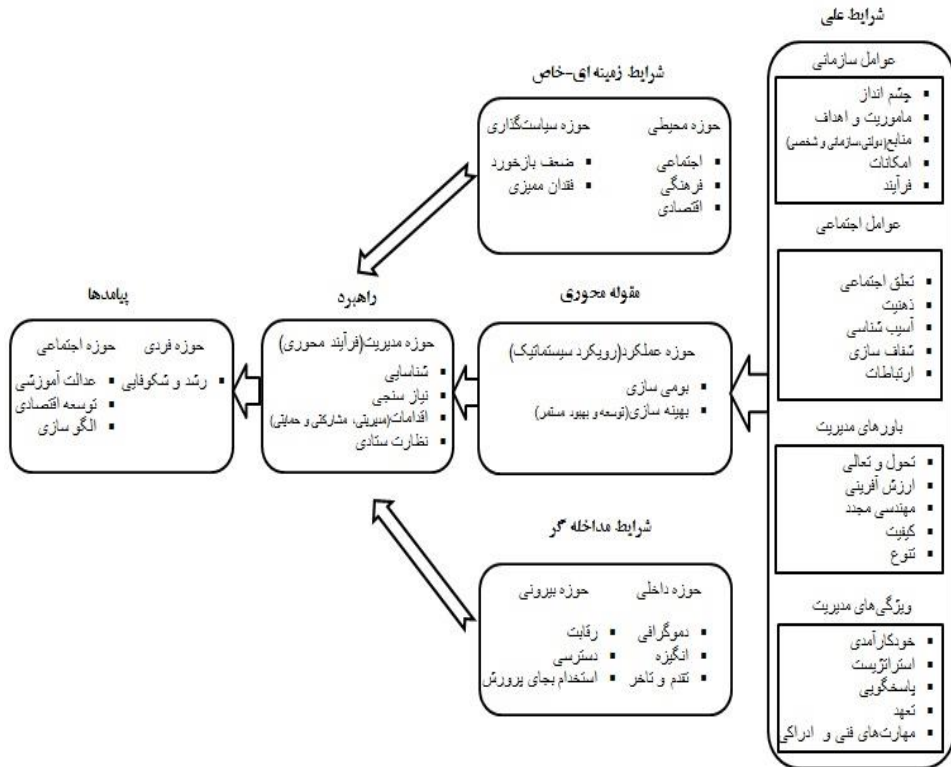 شرایط علی
عوامل سازمانی
چشم انداز
ماموریت و اهداف
منابع(دولتی،سازمانی و شخصی)
امکانات
فرآیند
عوامل اجتماعی
تعلق اجتماعی
ذهنیت
آسیب شناسی
شفاف سازی
ارتباطات
باورهای مدیریت
تحول و تعالی
ارزش آفرینی
مهندسی مجدد
کیفیت
تنوع
ویژگی‌های مدیریت
خودکارآمدی
استراتژیست
پاسخگویی
تعهد
مهارت‌های فنی و ادراکی
شرایط زمینه ای-خاص
حوزه محیطی
اجتماعی
فرهنگی
اقتصادی
حوزه سیاست‌گذاری
ضعف بازخورد
فقدان ممیزی
مقوله محوری
حوزه عملکرد(رویکرد سیستماتیک)
بومی سازی
بهینه سازی(توسعه و بهبود مستمر)
شرایط مداخله گر
حوزه داخلی
دموگرافی
انگیزه
تقدم و تاخر
حوزه بیرونی
رقابت
دسترسی
استخدام بجای پرورش
راهبرد
حوزه مدیریت(فرآیند محوری)
شناسایی
نیاز سنجی
اقدامات(مدیریتی، مشارکتی و حمایتی)
نظارت ستادی
پیامدها
حوزه فردی
رشد و شکوفایی
حوزه اجتماعی
عدالت آموزشی
توسعه اقتصادی
الگو سازی